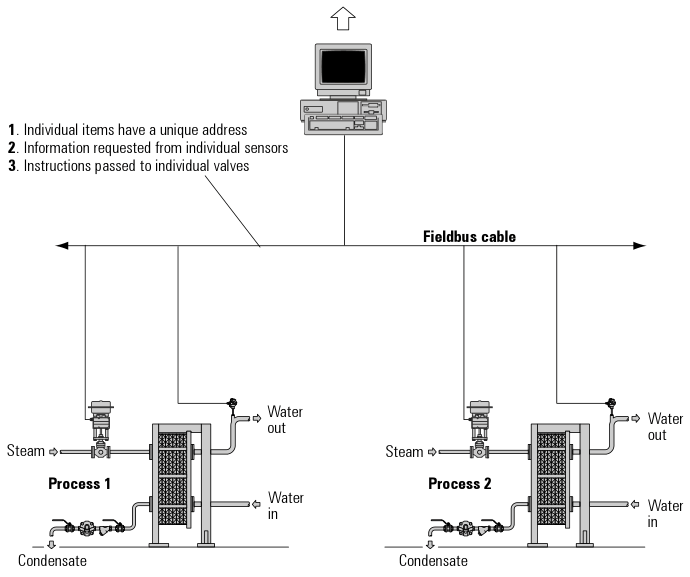 1. Individual items have a unique address
2. Information requested from individual sensors
3. Instructions passed to individual valves
Fieldbus cable
Water
out
Steam
Process 1
Water
in
Condensate
Water
out
Steam
Process 2
Water
in
Condensate